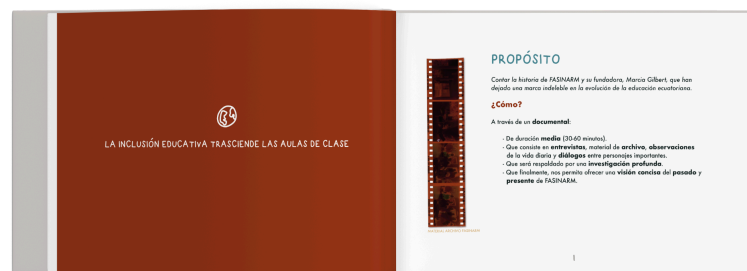 LA INCLUSIÓN EDUCATIVA TRASCIENDE LAS AULAS DE CLASE
PROPÓSITO
Contar la historia de FASINARM y su fundadora, Marcia Gilbert, que han
dejado una marca indeleble en la evolución de la educación ecuatoriana.
¿Cómo?
A través de un documental:
- De duración media (30-60 minutos).
- Que consiste en entrevistas, material de archivo, observaciones
de la vida diaria y diálogos entre personajes importantes.
- Que será respaldado por una investigación profunda.
- Que finalmente, nos permita ofrecer una visión concisa del pasado y
presente de FASINARM.
1